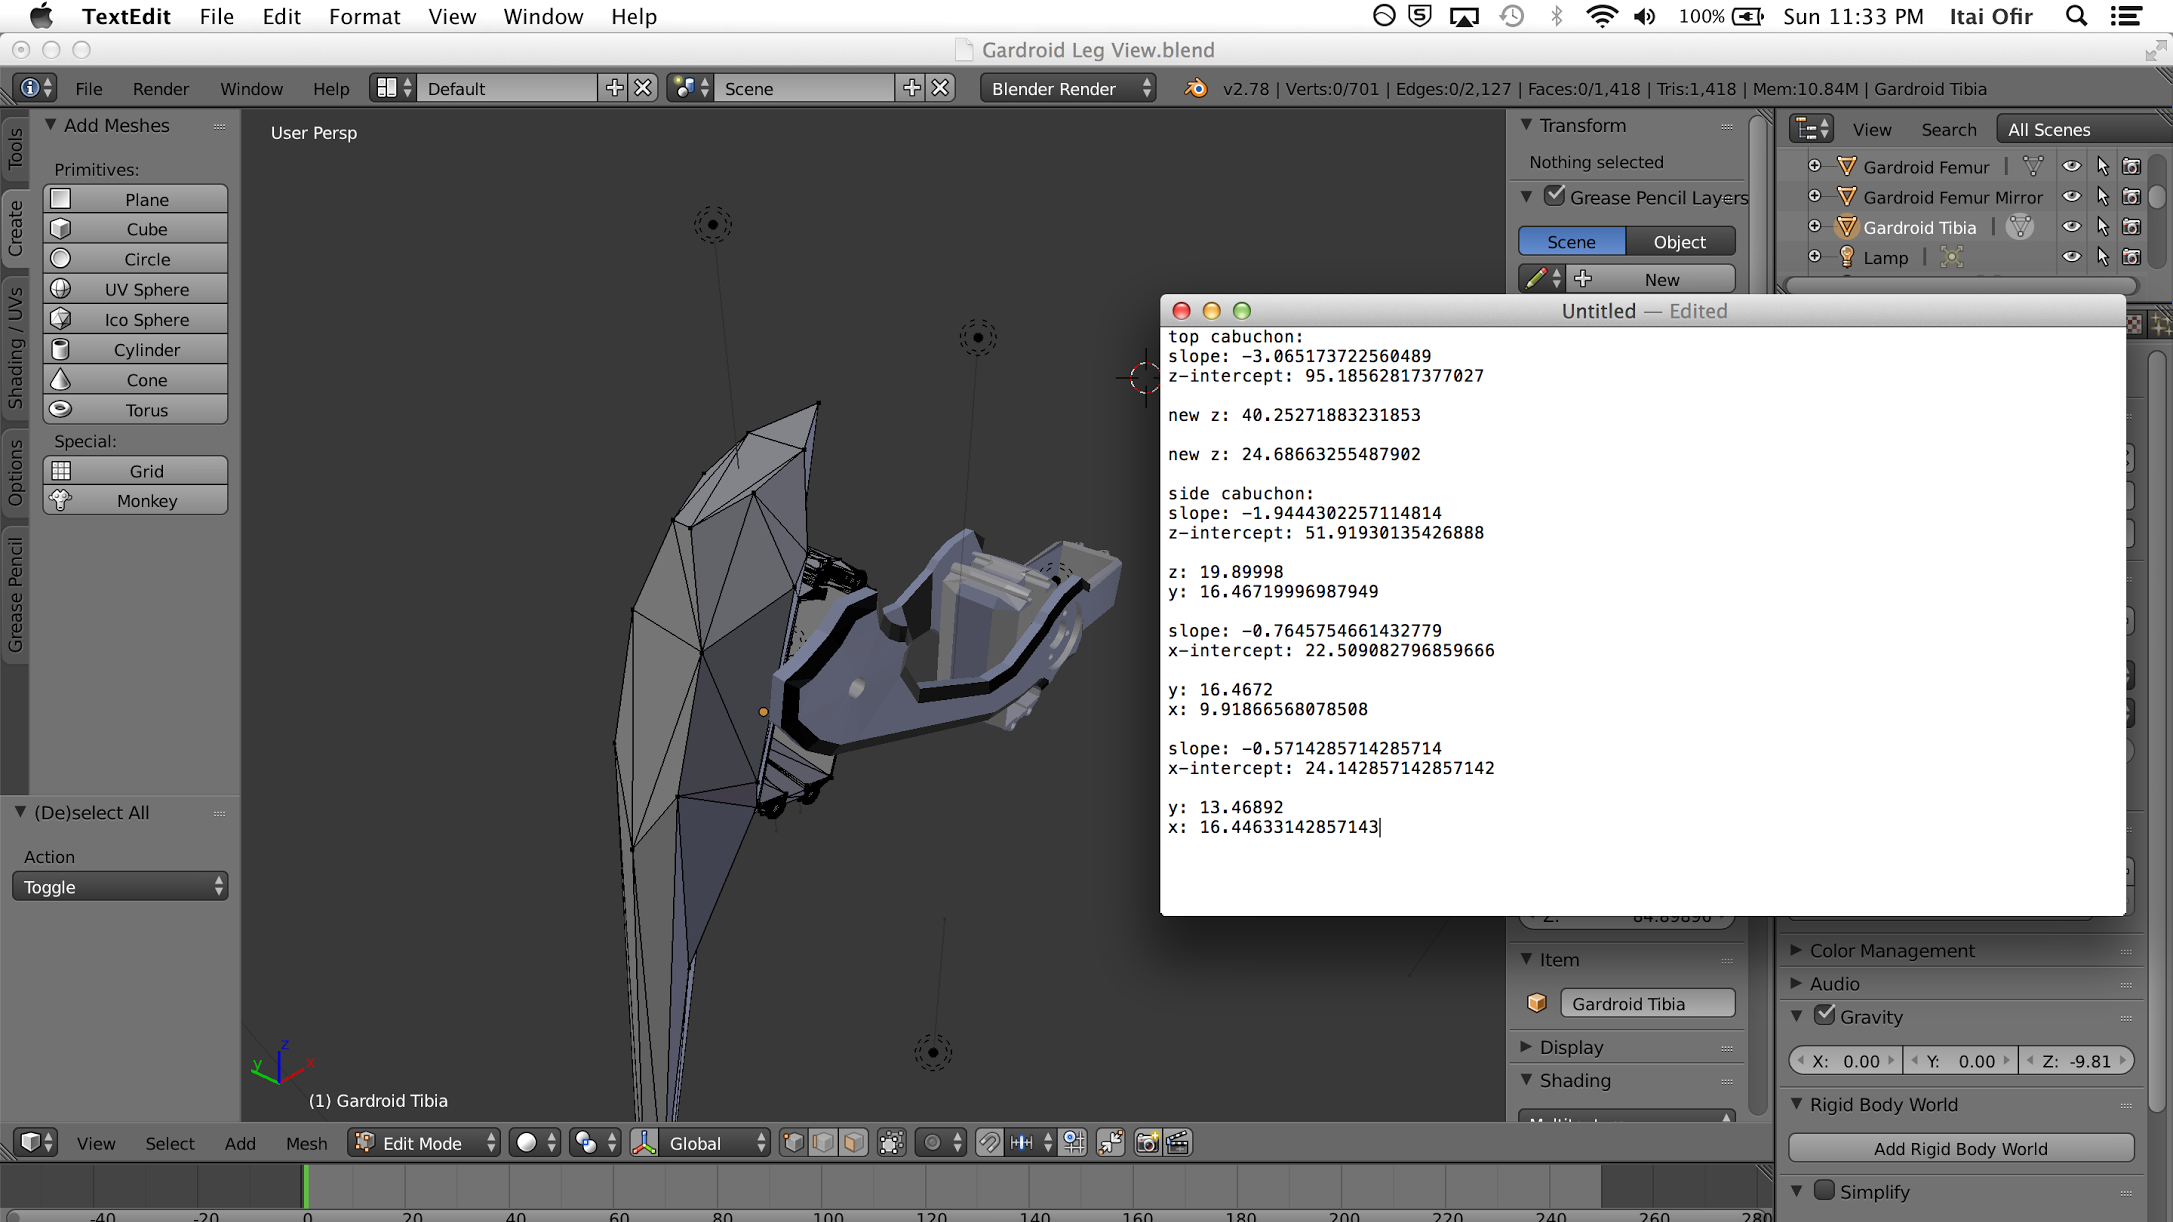 TextEdit File Edit Format View Window Help 100% Sun 11:33 PM Itai Ofir
Gardroid Leg View.blend
File Render Window Help Default Scene Blender Render v2.78 | Verts:0/701 | Edges:0/2,127 | Faces:0/1,418 | Tris:1,418 | Mem:10.84M | Gardroid Tibia
Tools
Create
Shading / UVs
Options
Grease Pencil
Add Meshes
Primitives:
Plane
Cube
Circle
UV Sphere
Ico Sphere
Cylinder
Cone
Torus
Special:
Grid
Monkey
(De)select All
Action
Toggle
User Persp
z
y
x
(1) Gardroid Tibia
Transform
Nothing selected
Grease Pencil Layers
Scene Object
New
View Search All Scenes
Gardroid Femur
Gardroid Femur Mirror
Gardroid Tibia
Lamp
Untitled — Edited
top cabuchon:
slope: -3.065173722560489
z-intercept: 95.18562817377027
new z: 40.25271883231853
new z: 24.68663255487902
side cabuchon:
slope: -1.9444302257114814
z-intercept: 51.91930135426888
z: 19.89998
y: 16.46719996987949
slope: -0.7645754661432779
x-intercept: 22.509082796859666
y: 16.4672
x: 9.91866568078508
slope: -0.5714285714285714
x-intercept: 24.142857142857142
y: 13.46892
x: 16.44633142857143
Item
Gardroid Tibia
Display
Shading
Color Management
Audio
Gravity
X: 0.00 Y: 0.00 Z: -9.81
Rigid Body World
Add Rigid Body World
Simplify
View Select Add Mesh Edit Mode Global
-40 -20 0 20 40 60 80 100 120 140 160 180 200 220 240 260 280